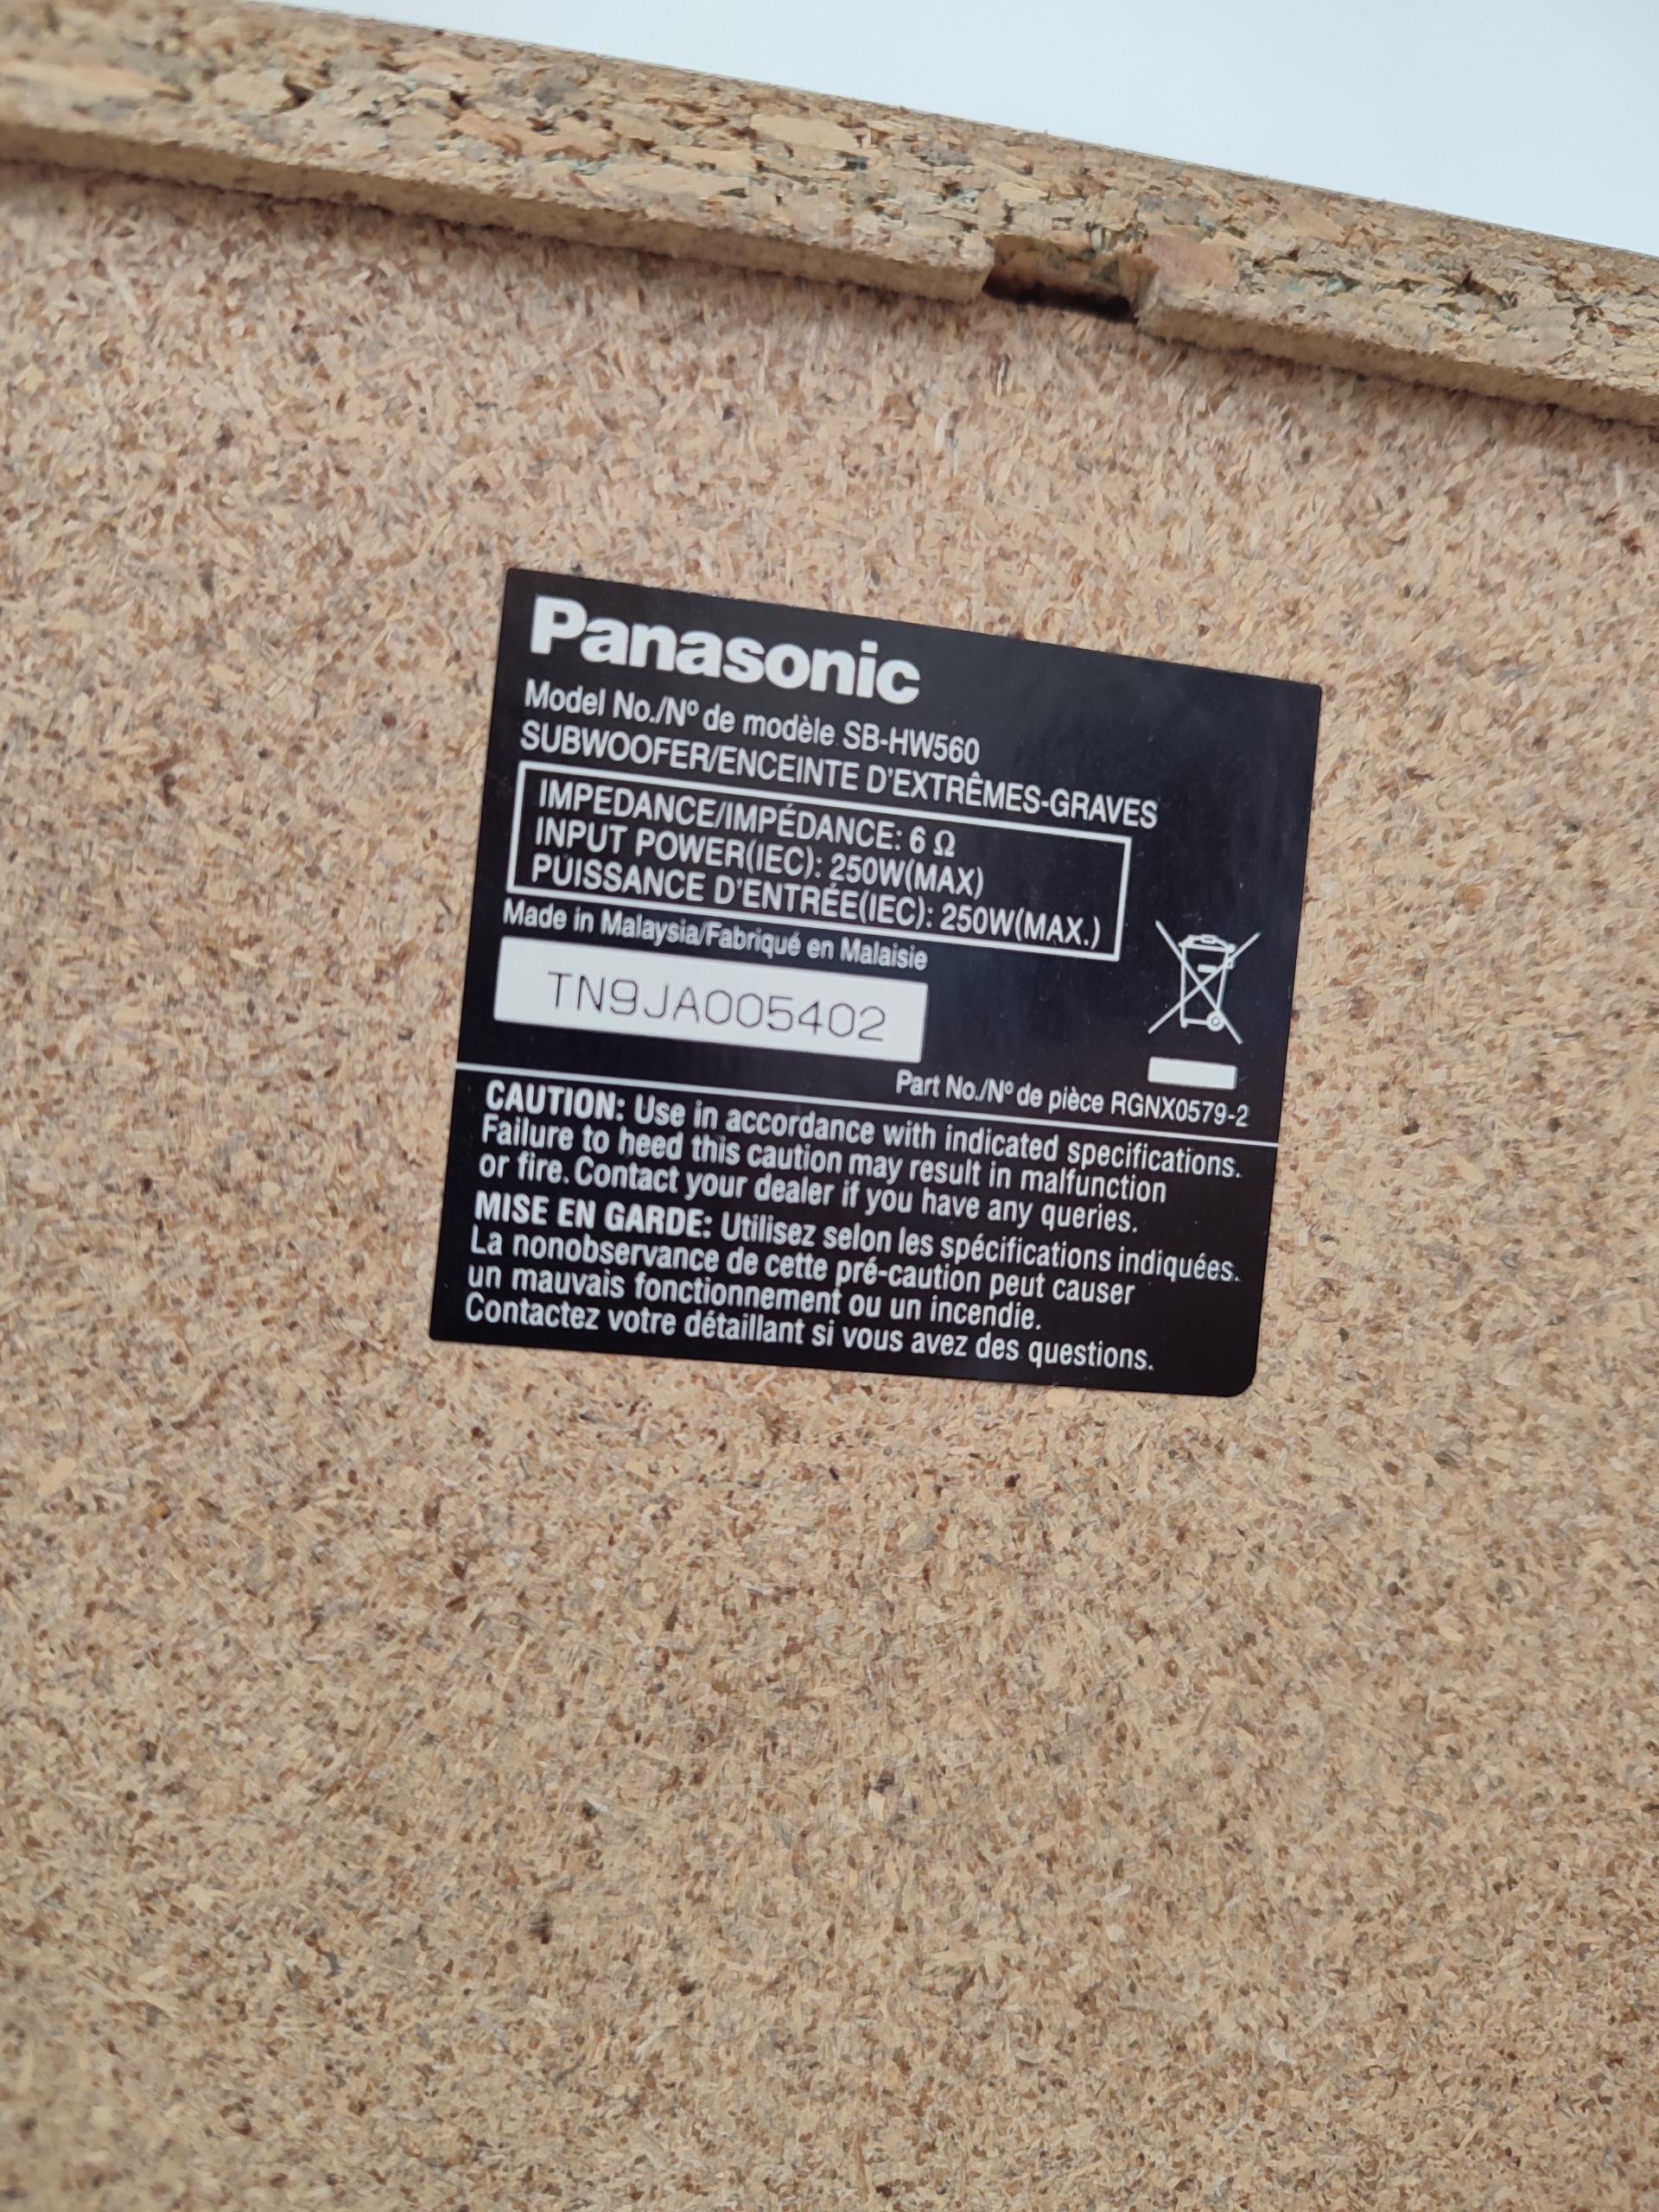 Panasonic
Model No./Nº de modèle SB-HW560
SUBWOOFER/ENCEINTE D'EXTRÊMES-GRAVES
IMPEDANCE/IMPÉDANCE: 6 Ω
INPUT POWER(IEC): 250W(MAX)
PUISSANCE D'ENTRÉE(IEC): 250W(MAX.)
Made in Malaysia/Fabriqué en Malaisie
TN9JA005402
Part No./Nº de pièce RGNX0579-2
CAUTION: Use in accordance with indicated specifications.
Failure to heed this caution may result in malfunction
or fire. Contact your dealer if you have any queries.
MISE EN GARDE: Utilisez selon les spécifications indiquées.
La nonobservance de cette pré-caution peut causer
un mauvais fonctionnement ou un incendie.
Contactez votre détaillant si vous avez des questions.